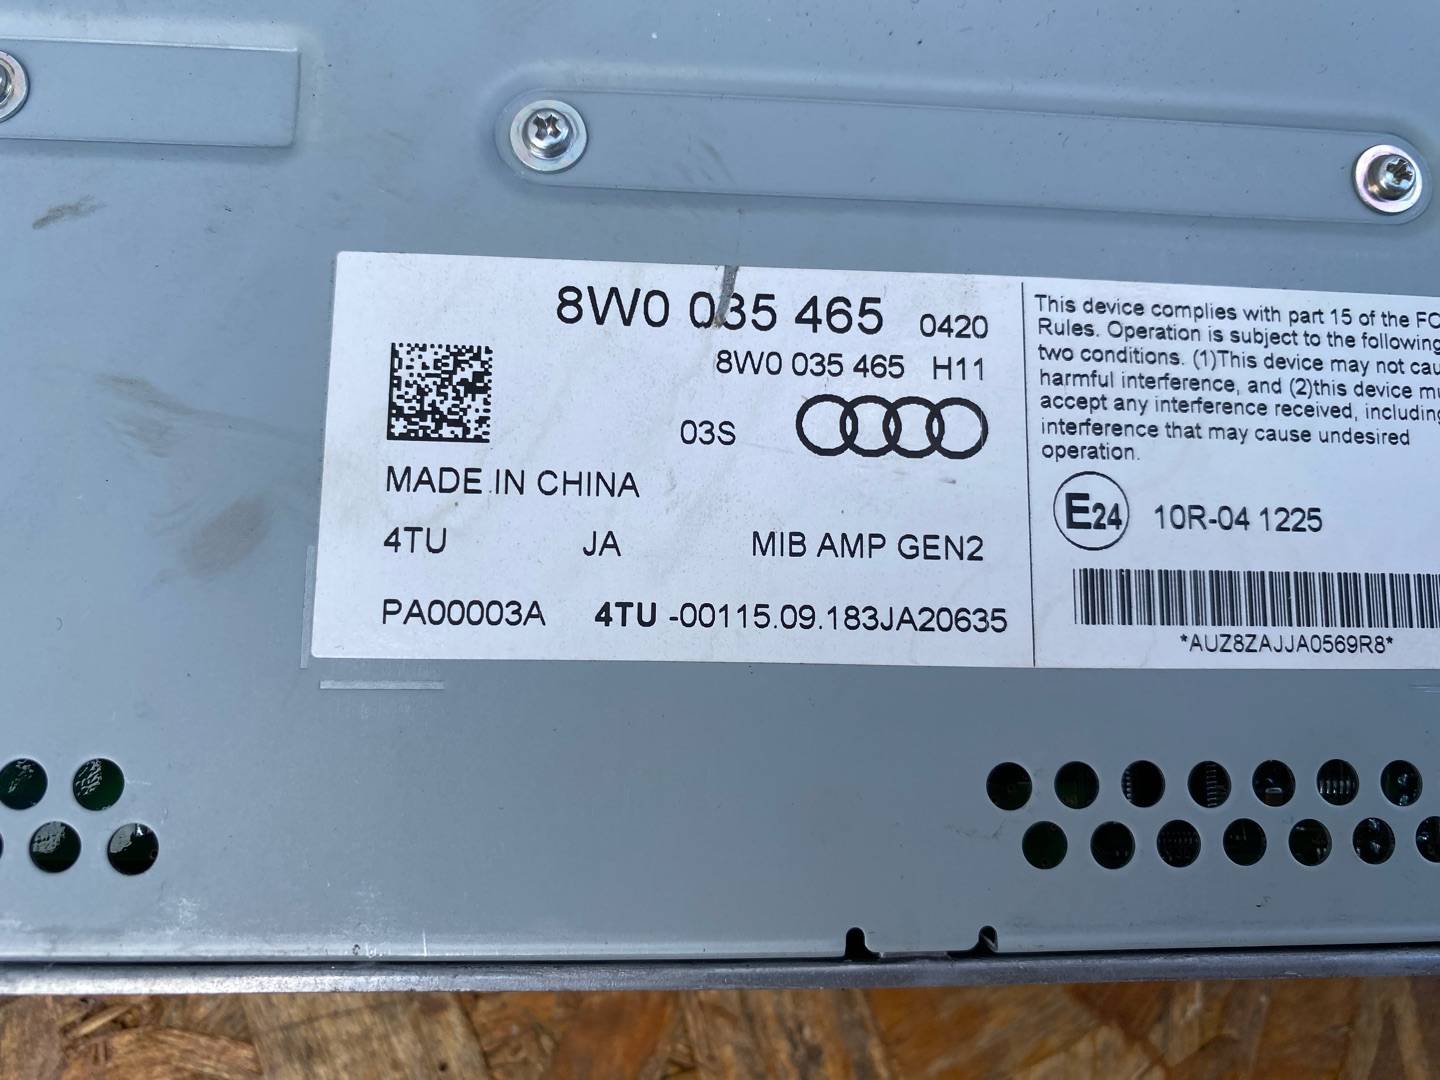 8W0 035 465 0420
8W0 035 465 H11
03S
MADE IN CHINA
4TU JA MIB AMP GEN2
PA00003A 4TU -00115.09.183JA20635
This device complies with part 15 of the
Rules. Operation is subject to the following
two conditions. (1)This device may not
harmful interference, and (2)this device
accept any interference received, including
interference that may cause undesired
operation.
E24 10R-04 1225
*AUZ8ZAJJA0569R8*